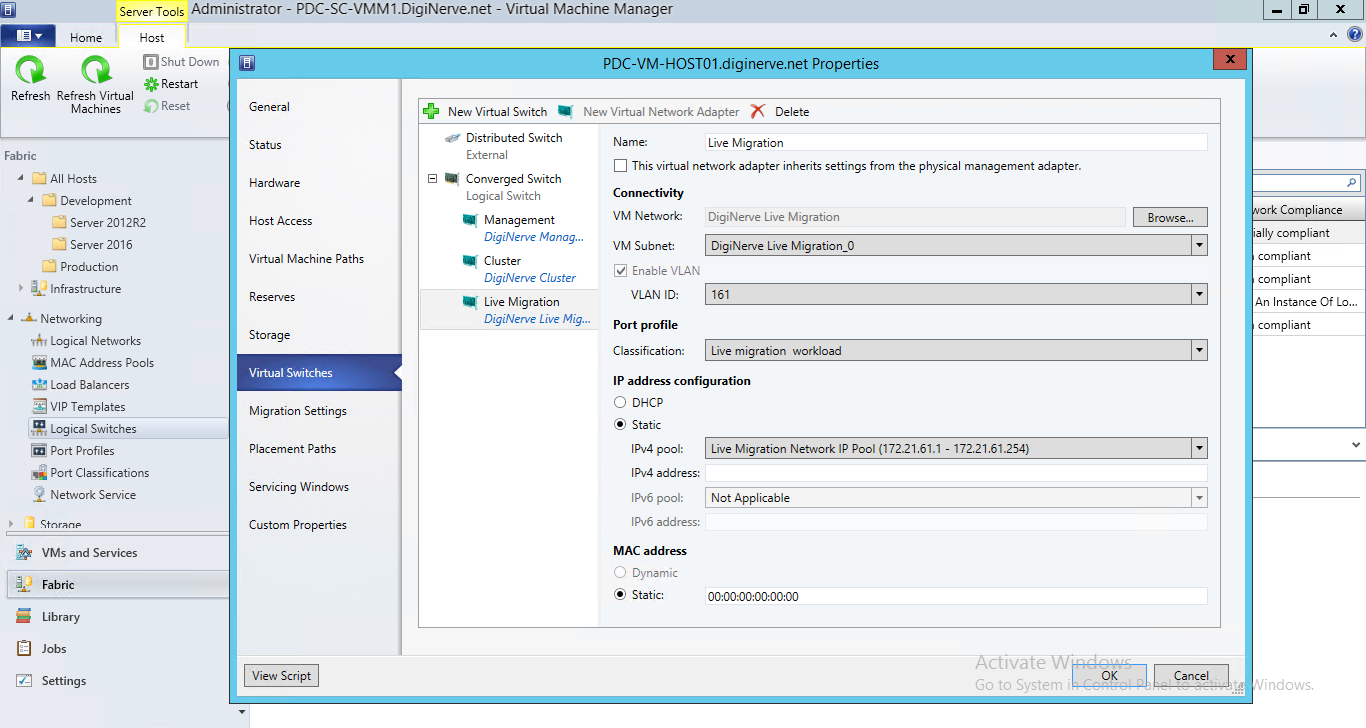 Server Tools
Administrator - PDC-SC-VMM1.DigiNerve.net - Virtual Machine Manager
Home
Host
Refresh
Refresh Virtual Machines
Shut Down
Restart
Reset
Fabric
All Hosts
Development
Server 2012R2
Server 2016
Production
Infrastructure
Networking
Logical Networks
MAC Address Pools
Load Balancers
VIP Templates
Logical Switches
Port Profiles
Port Classifications
Network Service
Storage
VMs and Services
Fabric
Library
Jobs
Settings
PDC-VM-HOST01.diginerve.net Properties
General
Status
Hardware
Host Access
Virtual Machine Paths
Reserves
Storage
Virtual Switches
Migration Settings
Placement Paths
Servicing Windows
Custom Properties
New Virtual Switch
New Virtual Network Adapter
Delete
Distributed Switch
External
Converged Switch
Logical Switch
Management
DigiNerve Manag...
Cluster
DigiNerve Cluster
Live Migration
DigiNerve Live Mig...
Name: Live Migration
This virtual network adapter inherits settings from the physical management adapter.
Connectivity
VM Network: DigiNerve Live Migration Browse...
VM Subnet: DigiNerve Live Migration_0
Enable VLAN
VLAN ID: 161
Port profile
Classification: Live migration workload
IP address configuration
DHCP
Static
IPv4 pool: Live Migration Network IP Pool (172.21.61.1 - 172.21.61.254)
IPv4 address:
IPv6 pool: Not Applicable
IPv6 address:
MAC address
Dynamic
Static: 00:00:00:00:00:00
View Script
OK
Cancel
work Compliance
ially compliant
compliant
compliant
An Instance Of Lo...
compliant
Activate Windows
Go to System in Control Panel to activate Windows.